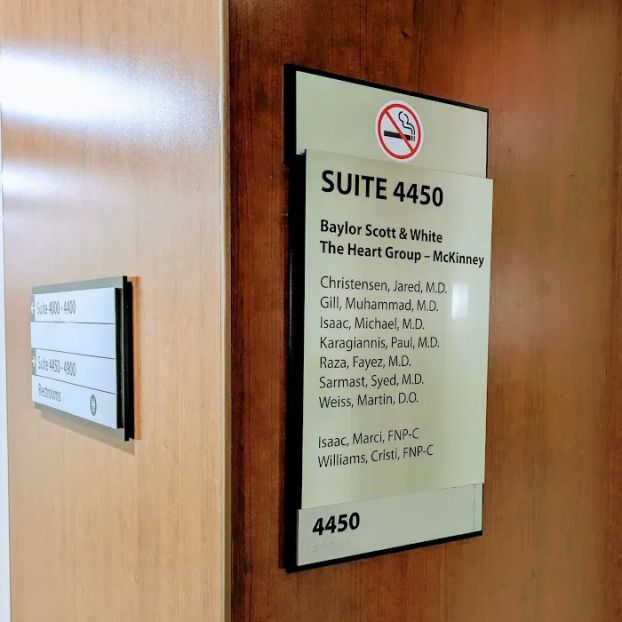 SUITE 4450
Baylor Scott & White
The Heart Group – McKinney
Christensen, Jared, M.D.
Gill, Muhammad, M.D.
Isaac, Michael, M.D.
Karagiannis, Paul, M.D.
Raza, Fayez, M.D.
Sarmast, Syed, M.D.
Weiss, Martin, D.O.
Isaac, Marci, FNP-C
Williams, Cristi, FNP-C
4450
Suite 4000 - 4400
Suite 4450 - 4900
Restrooms